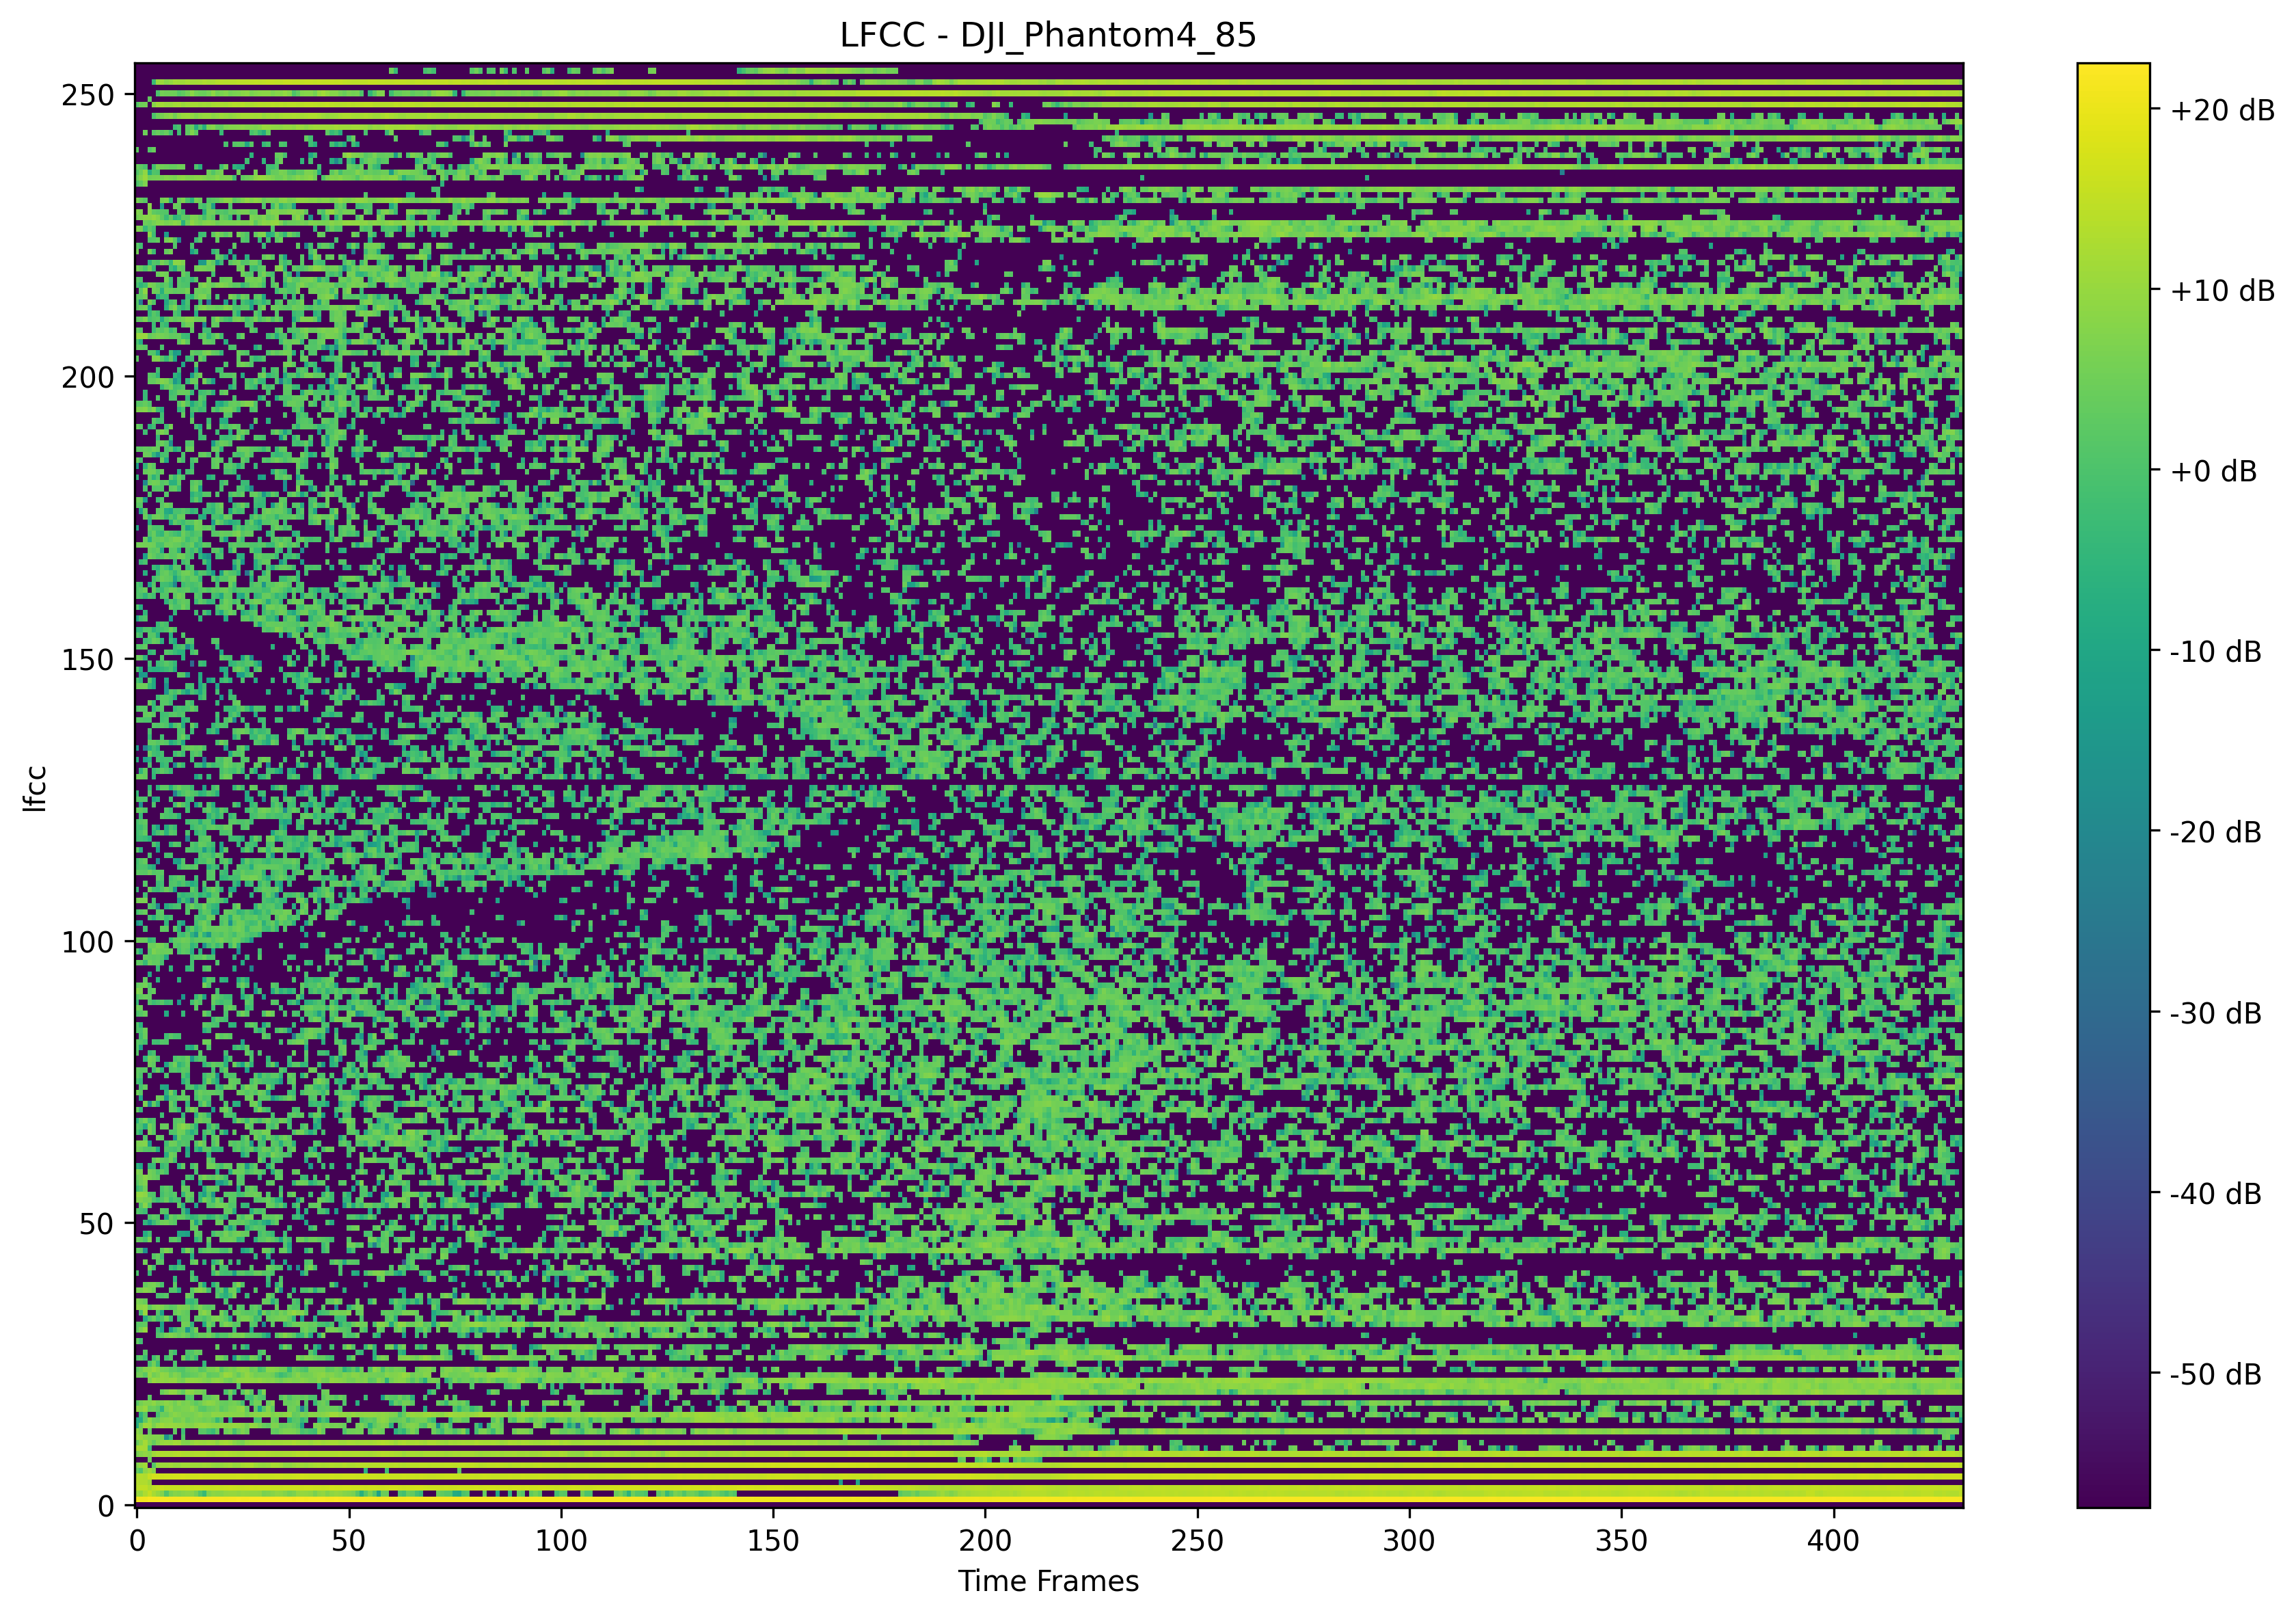 LFCC - DJI_Phantom4_85
250
200
150
100
50
0
lfcc
0 50 100 150 200 250 300 350 400
Time Frames
+20 dB
+10 dB
+0 dB
-10 dB
-20 dB
-30 dB
-40 dB
-50 dB